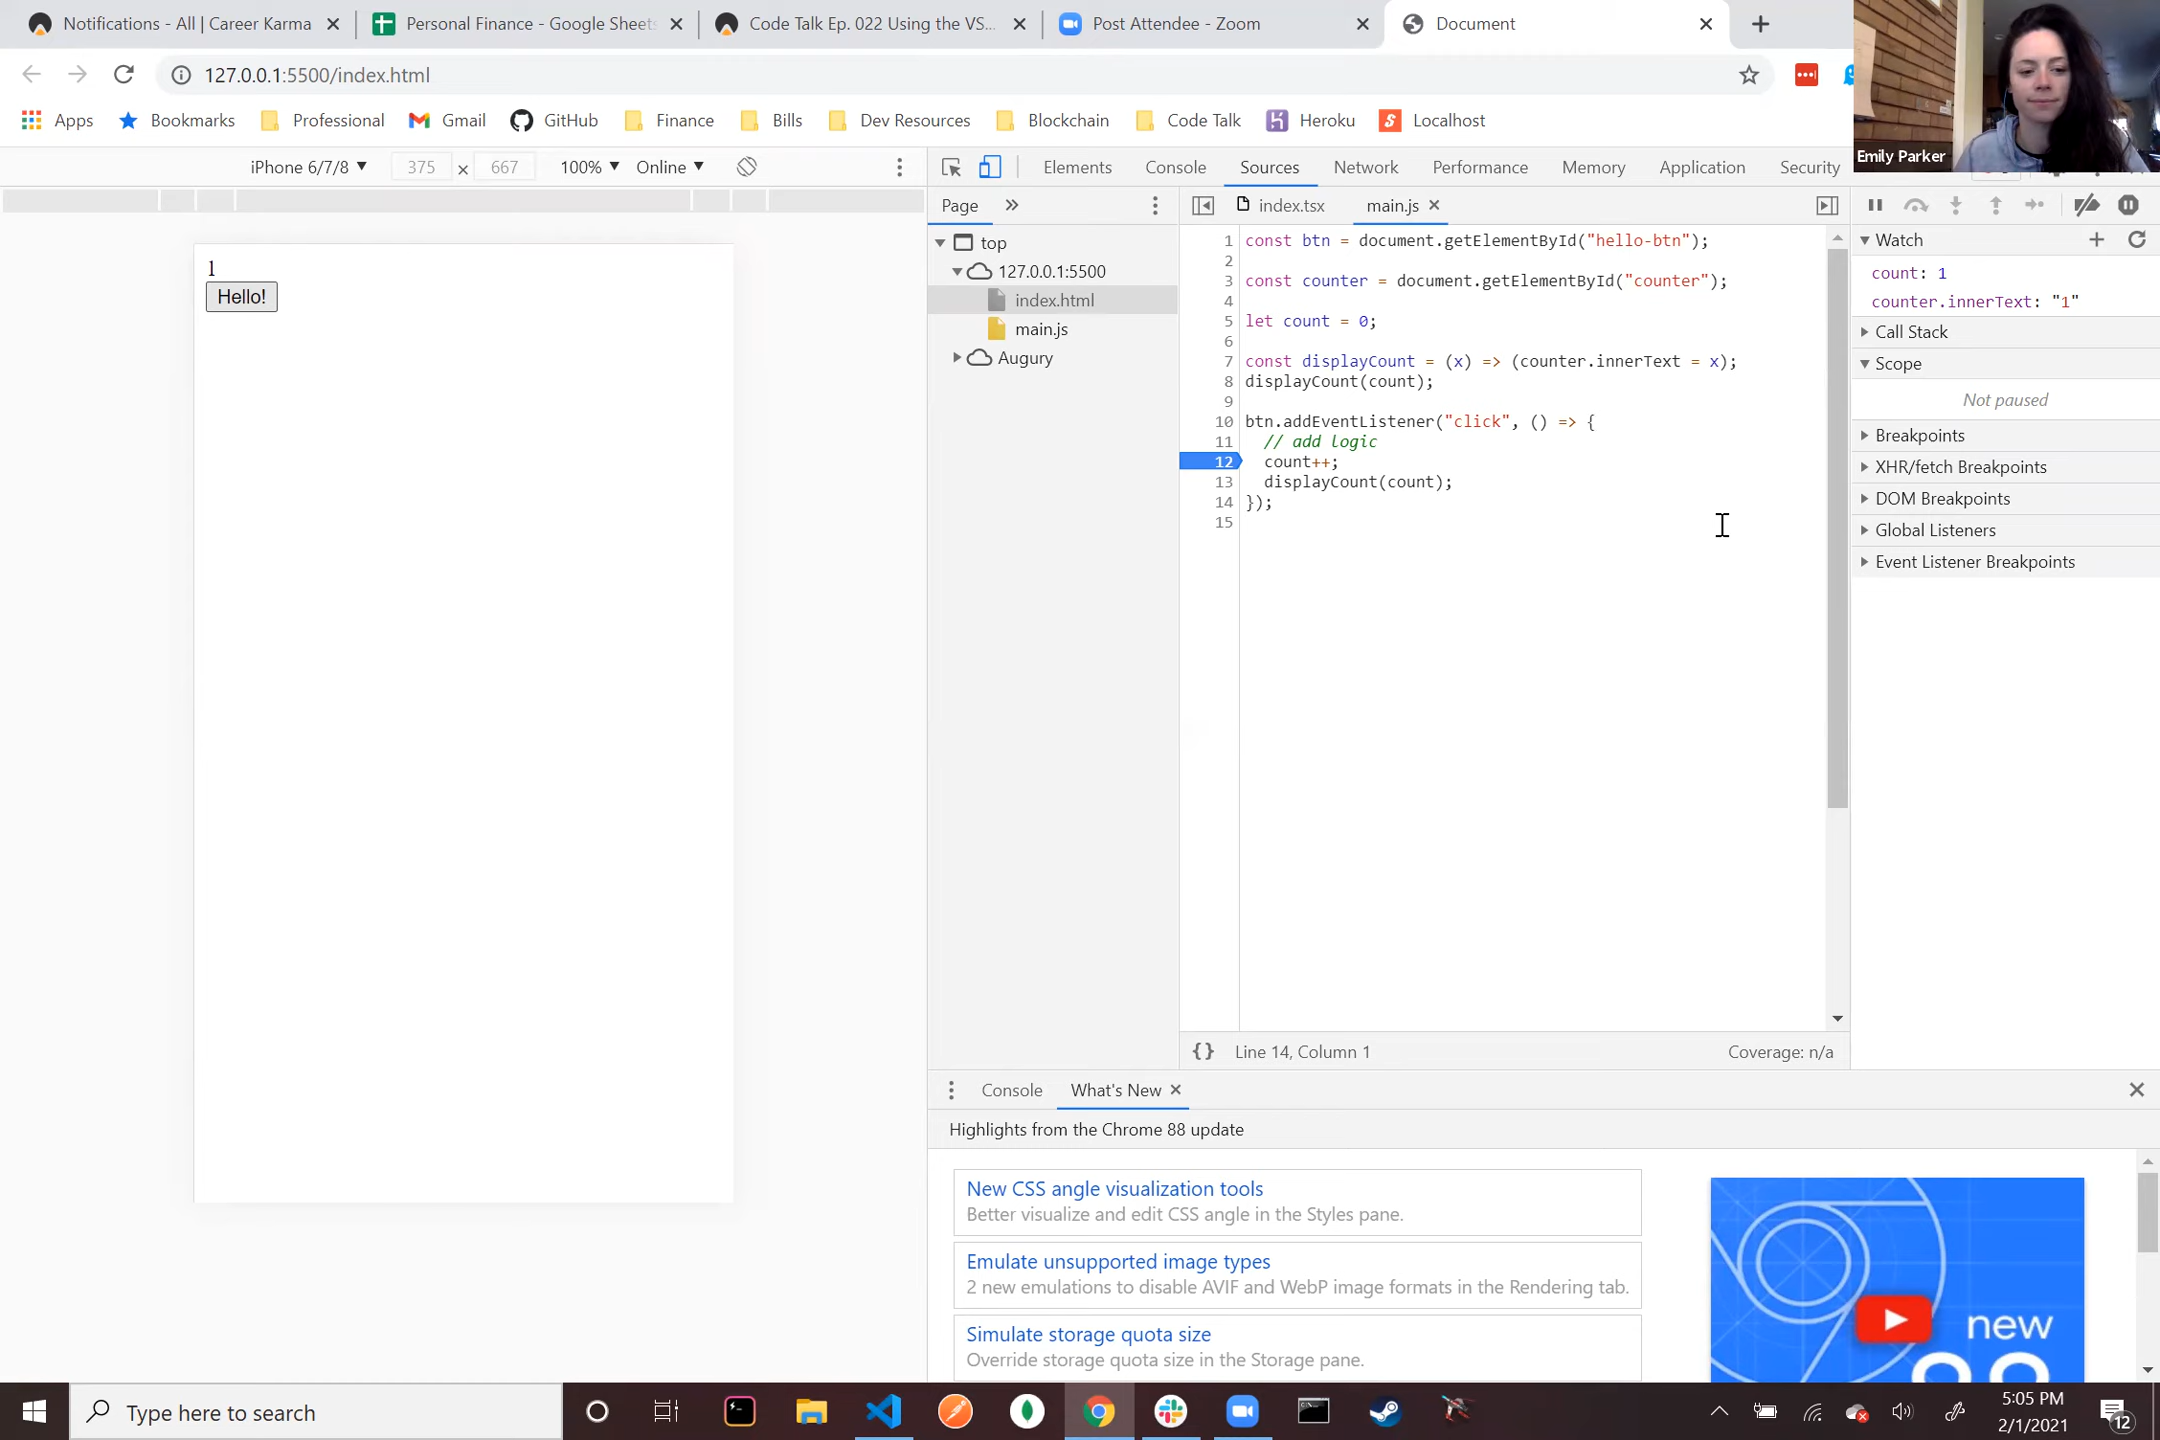 Notifications - All | Career Karma
Personal Finance - Google Sheets
Code Talk Ep. 022 Using the VS...
Post Attendee - Zoom
Document
127.0.0.1:5500/index.html
Apps
Bookmarks
Professional
Gmail
GitHub
Finance
Bills
Dev Resources
Blockchain
Code Talk
Heroku
Localhost
Emily Parker
iPhone 6/7/8
375 × 667
100%
Online
Elements
Console
Sources
Network
Performance
Memory
Application
Security
1
Hello!
Page
top
127.0.0.1:5500
index.html
main.js
Augury
index.tsx
main.js
1 const btn = document.getElementById("hello-btn");
2
3 const counter = document.getElementById("counter");
4
5 let count = 0;
6
7 const displayCount = (x) => (counter.innerText = x);
8 displayCount(count);
9
10 btn.addEventListener("click", () => {
11 // add logic
12 count++;
13 displayCount(count);
14 });
15
{} Line 14, Column 1
Coverage: n/a
Watch
count: 1
counter.innerText: "1"
Call Stack
Scope
Not paused
Breakpoints
XHR/fetch Breakpoints
DOM Breakpoints
Global Listeners
Event Listener Breakpoints
Console
What's New
Highlights from the Chrome 88 update
New CSS angle visualization tools
Better visualize and edit CSS angle in the Styles pane.
Emulate unsupported image types
2 new emulations to disable AVIF and WebP image formats in the Rendering tab.
Simulate storage quota size
Override storage quota size in the Storage pane.
new
Type here to search
5:05 PM
2/1/2021
12